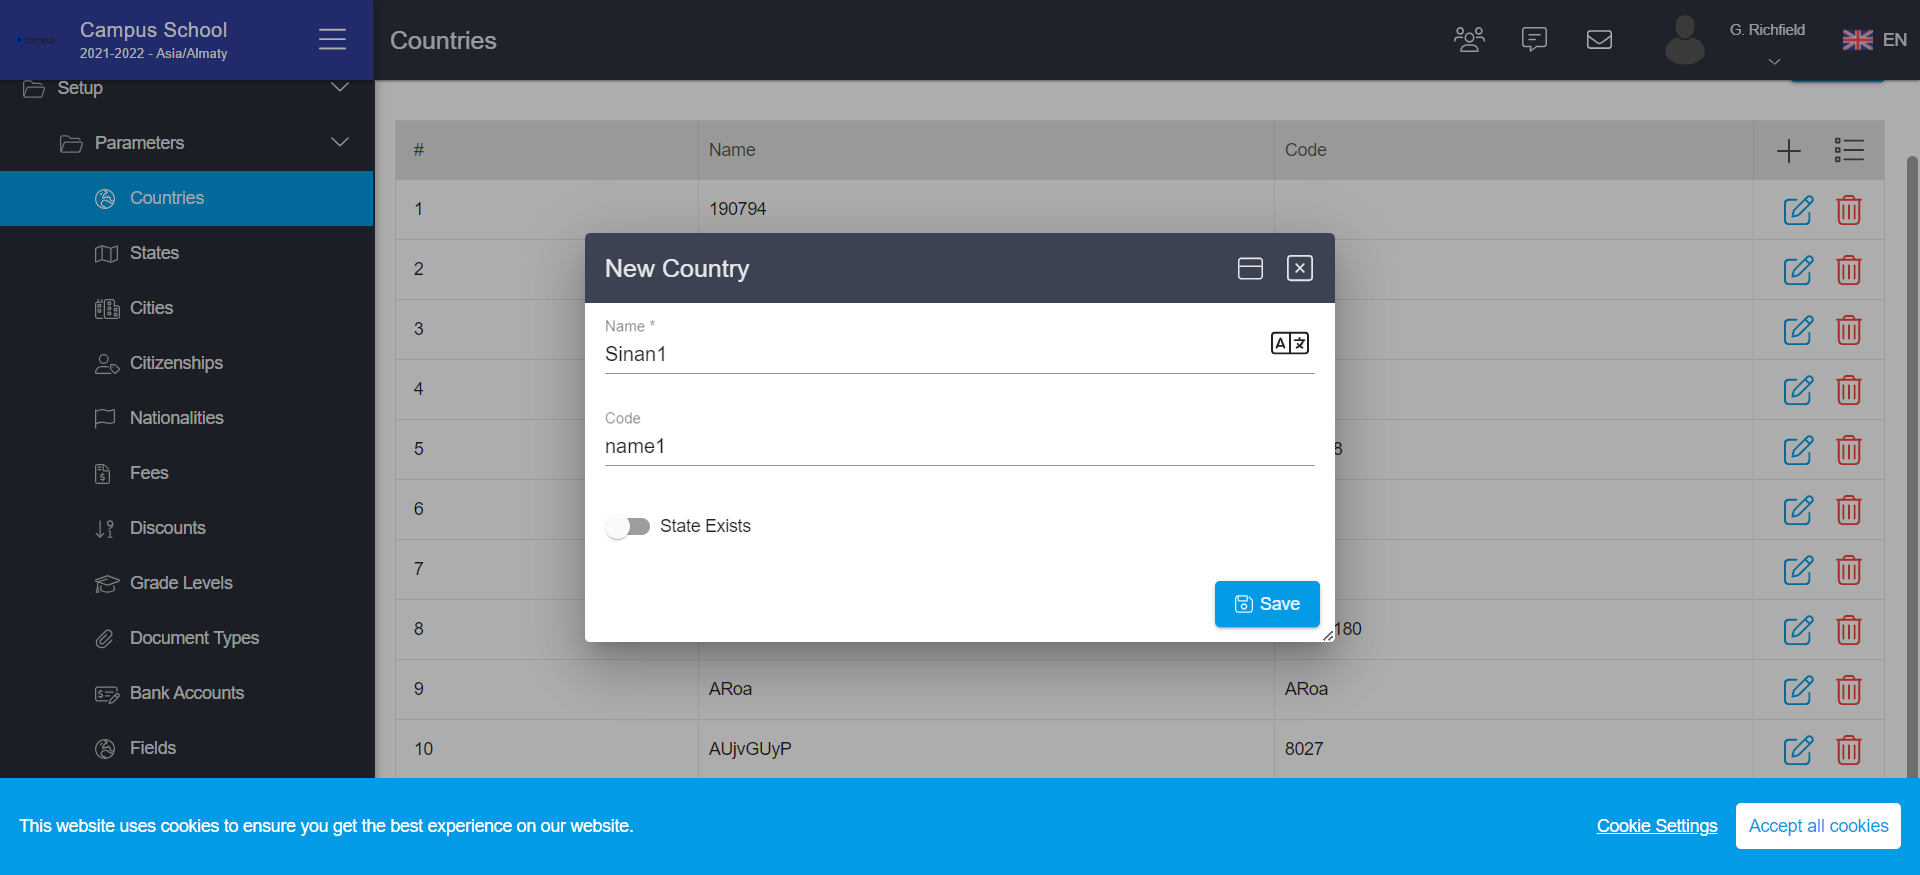 campus
Campus School
2021-2022 - Asia/Almaty
Countries
G. Richfield
EN
Setup
Parameters
Countries
States
Cities
Citizenships
Nationalities
Fees
Discounts
Grade Levels
Document Types
Bank Accounts
Fields
# Name Code
1 190794
2
3
4
5 8
6
7
8 180
9 ARoa ARoa
10 AUjvGUyP 8027
New Country
Name *
Sinan1
Code
name1
State Exists
Save
This website uses cookies to ensure you get the best experience on our website.
Cookie Settings
Accept all cookies